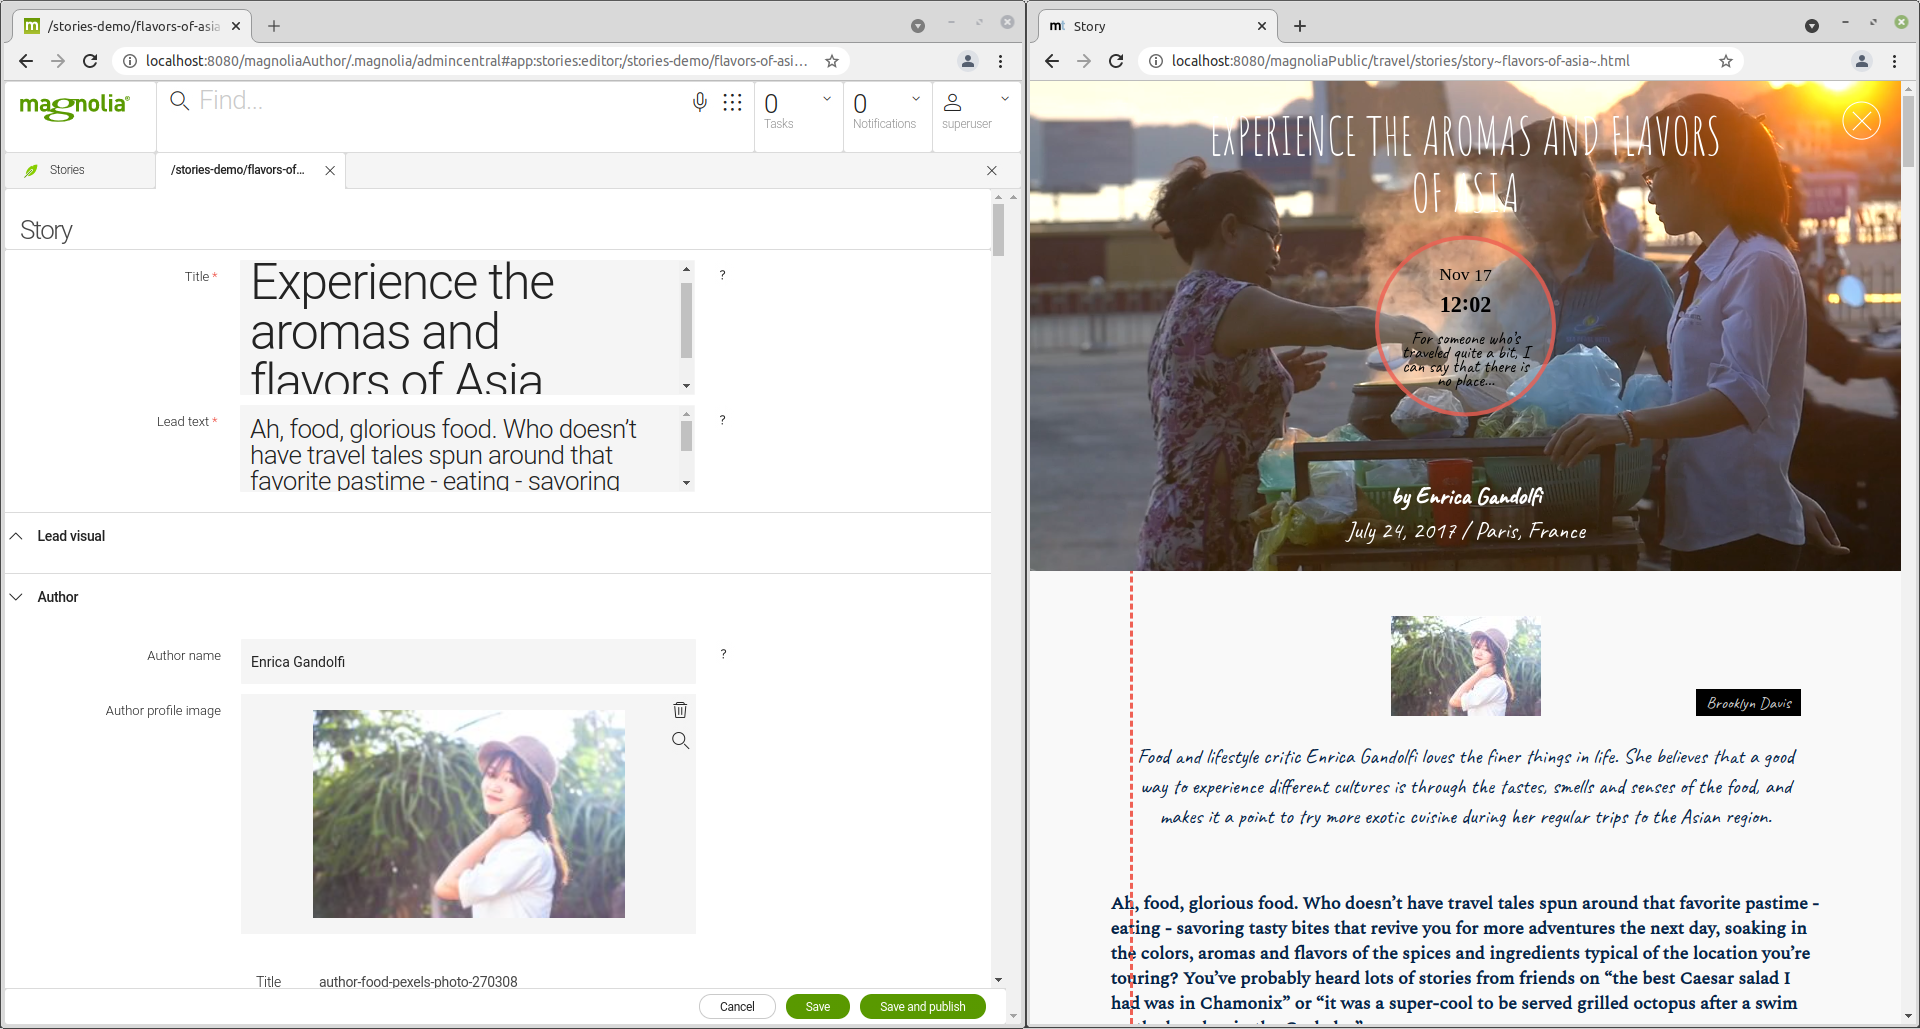 /stories-demo/flavors-of-asia
localhost:8080/magnoliaAuthor/.magnolia/admincentral#app:stories:editor;/stories-demo/flavors-of-asi...
magnolia
Find...
0
Tasks
0
Notifications
superuser
Stories
/stories-demo/flavors-of...
Story
Title *
Experience the
aromas and
flavors of Asia
?
Lead text *
Ah, food, glorious food. Who doesn’t
have travel tales spun around that
favorite pastime - eating - savoring
?
Lead visual
Author
Author name
Enrica Gandolfi
?
Author profile image
Title
author-food-pexels-photo-270308
Cancel
Save
Save and publish
mt
Story
localhost:8080/magnoliaPublic/travel/stories/story~flavors-of-asia~.html
EXPERIENCE THE AROMAS AND FLAVORS
OF ASIA
Nov 17
12:02
For someone who’s
traveled quite a bit, I
can say that there is
no place...
by Enrica Gandolfi
July 24, 2017 / Paris, France
Brooklyn Davis
Food and lifestyle critic Enrica Gandolfi loves the finer things in life. She believes that a good
way to experience different cultures is through the tastes, smells and senses of the food, and
makes it a point to try more exotic cuisine during her regular trips to the Asian region.
Ah, food, glorious food. Who doesn’t have travel tales spun around that favorite pastime -
eating - savoring tasty bites that revive you for more adventures the next day, soaking in
the colors, aromas and flavors of the spices and ingredients typical of the location you’re
touring? You’ve probably heard lots of stories from friends on “the best Caesar salad I
had was in Chamonix” or “it was a super-cool to be served grilled octopus after a swim